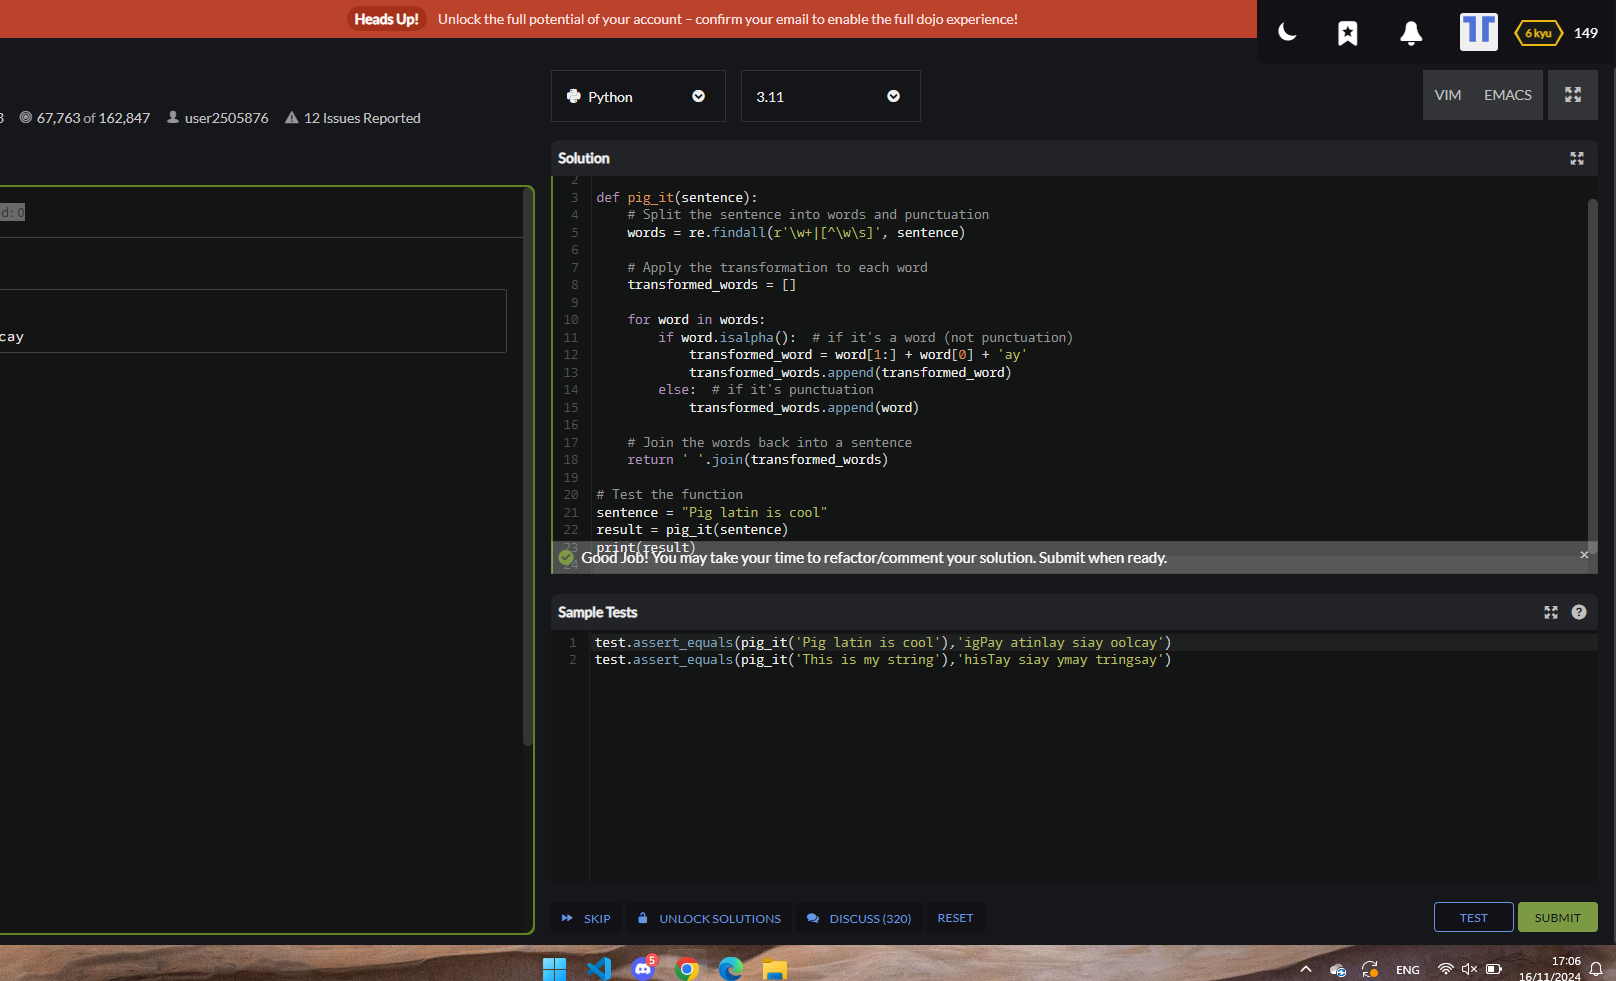 Heads Up! Unlock the full potential of your account – confirm your email to enable the full dojo experience!
6 kyu 149
Python 3.11 VIM EMACS
3 67,763 of 162,847 user2505876 12 Issues Reported
Solution
2
3 def pig_it(sentence):
4     # Split the sentence into words and punctuation
5     words = re.findall(r'\w+|[^\w\s]', sentence)
6
7     # Apply the transformation to each word
8     transformed_words = []
9
10     for word in words:
11         if word.isalpha():  # if it's a word (not punctuation)
12             transformed_word = word[1:] + word[0] + 'ay'
13             transformed_words.append(transformed_word)
14         else:  # if it's punctuation
15             transformed_words.append(word)
16
17     # Join the words back into a sentence
18     return ' '.join(transformed_words)
19
20 # Test the function
21 sentence = "Pig latin is cool"
22 result = pig_it(sentence)
23 print(result)
24
Good Job! You may take your time to refactor/comment your solution. Submit when ready.
d: 0
cay
Sample Tests
1 test.assert_equals(pig_it('Pig latin is cool'),'igPay atinlay siay oolcay')
2 test.assert_equals(pig_it('This is my string'),'hisTay siay ymay tringsay')
SKIP UNLOCK SOLUTIONS DISCUSS (320) RESET TEST SUBMIT
5 ENG 17:06
16/11/2024